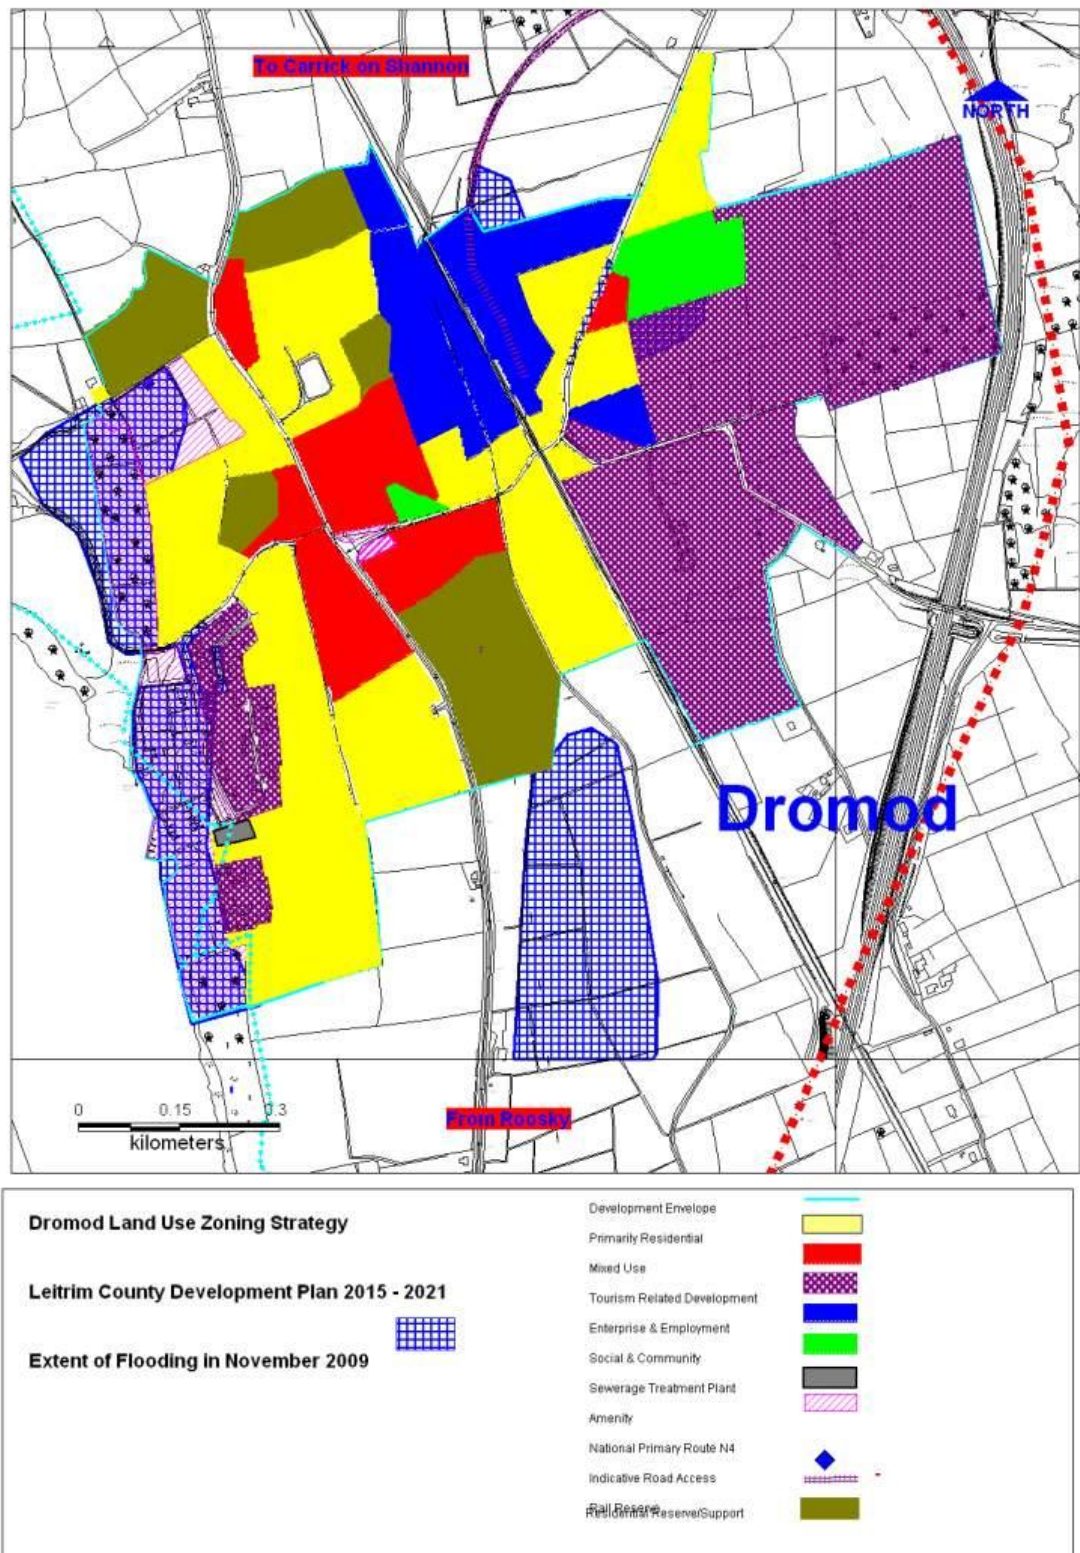 To Carrick on Shannon
NORTH
Dromod
0 0.15 0.3
kilometers
From Roosky
Dromod Land Use Zoning Strategy
Leitrim County Development Plan 2015 - 2021
Extent of Flooding in November 2009
Development Envelope
Primarily Residential
Mixed Use
Tourism Related Development
Enterprise & Employment
Social & Community
Sewerage Treatment Plant
Amenity
National Primary Route N4
Indicative Road Access
Rail Reserve
Residential Reserve/Support